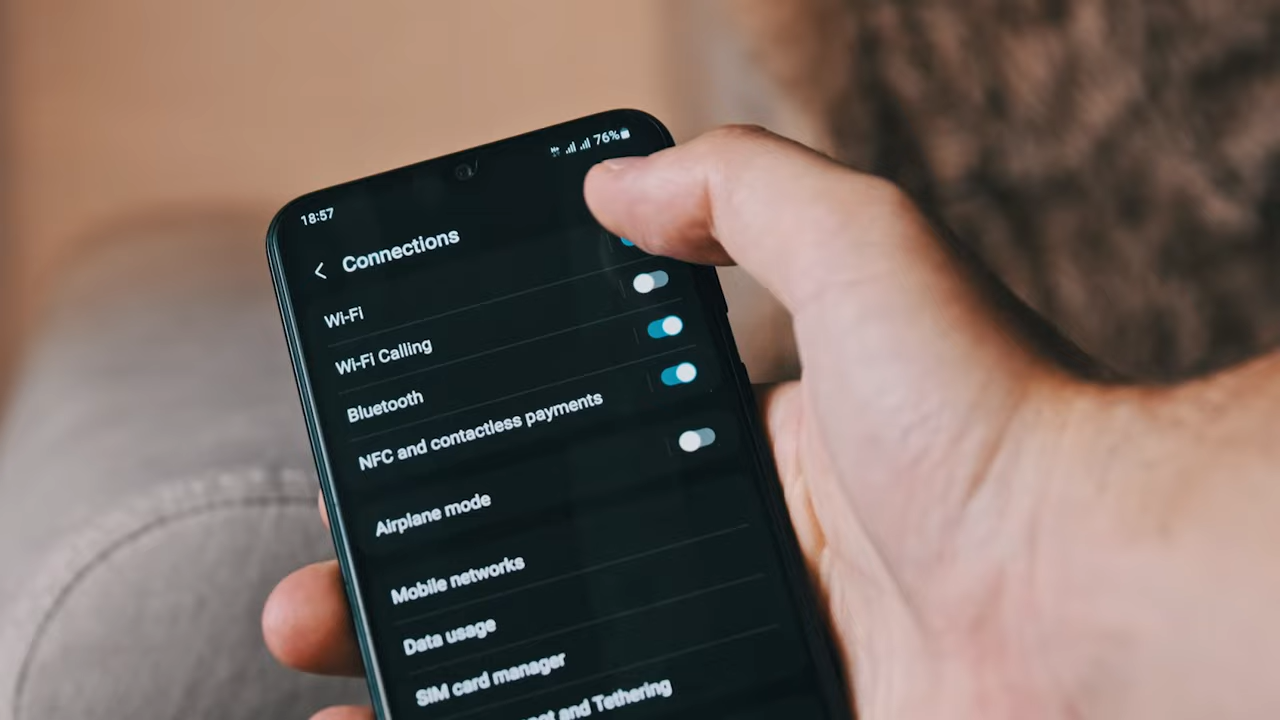 76%
18:57
Connections
Wi-Fi
Wi-Fi Calling
Bluetooth
NFC and contactless payments
Airplane mode
Mobile networks
Data usage
SIM card manager
and Tethering